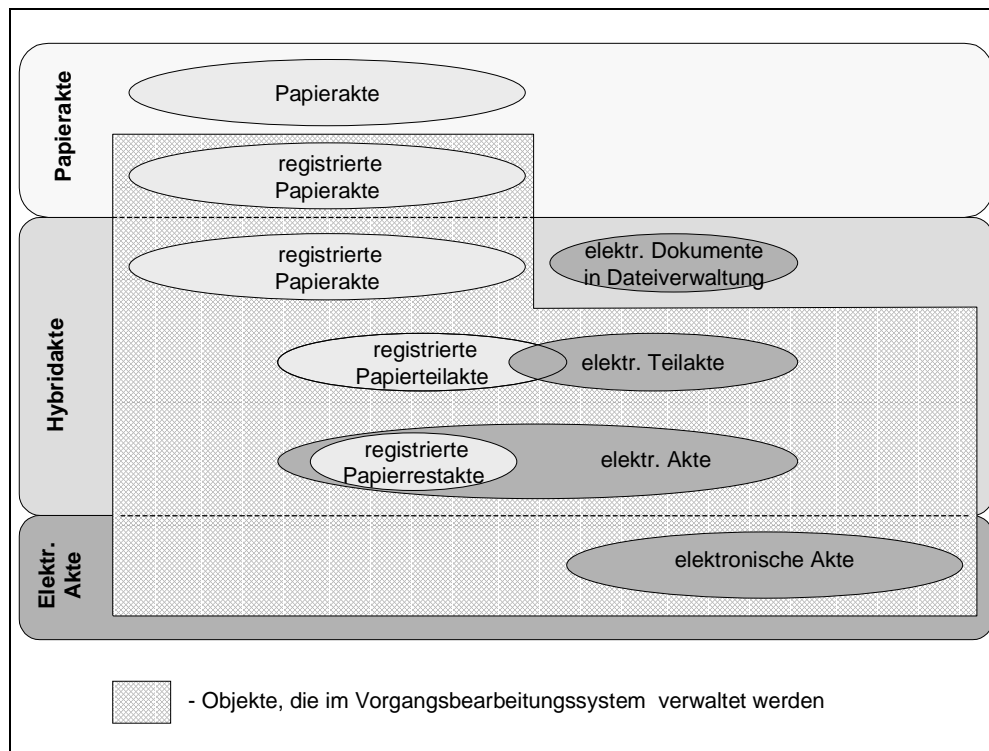 Papierakte
Papierakte
registrierte
Papierakte
Hybridakte
registrierte
Papierakte
elektr. Dokumente
in Dateiverwaltung
registrierte
Papierteilakte
elektr. Teilakte
registrierte
Papierrestakte
elektr. Akte
Elektr.
Akte
elektronische Akte
- Objekte, die im Vorgangsbearbeitungssystem verwaltet werden